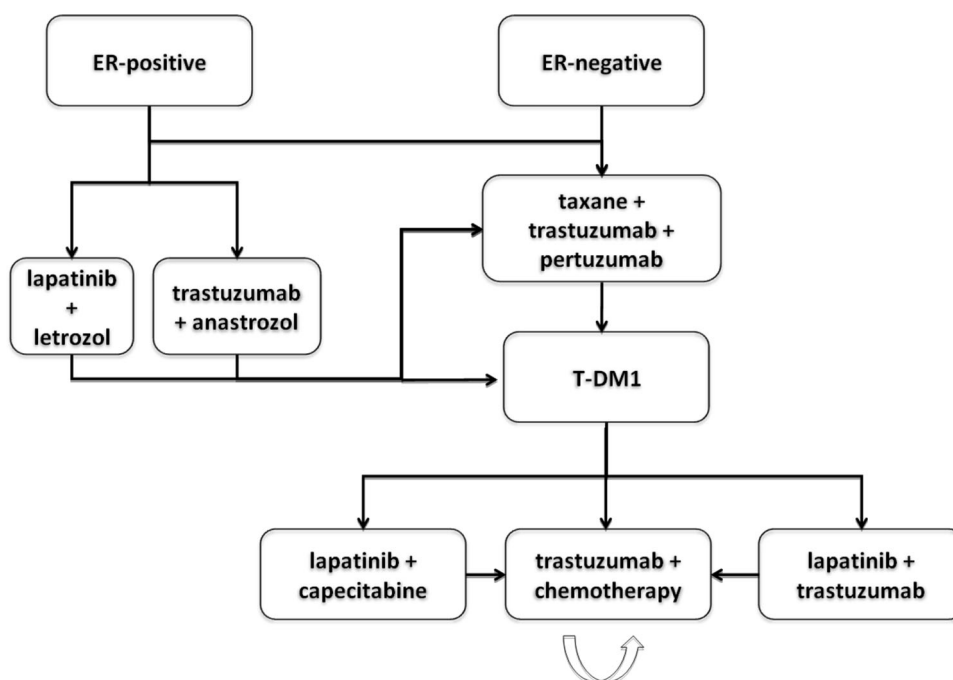 ER-positive
ER-negative
taxane +
trastuzumab +
pertuzumab
lapatinib
+
letrozol
trastuzumab
+ anastrozol
T-DM1
lapatinib +
capecitabine
trastuzumab +
chemotherapy
lapatinib +
trastuzumab